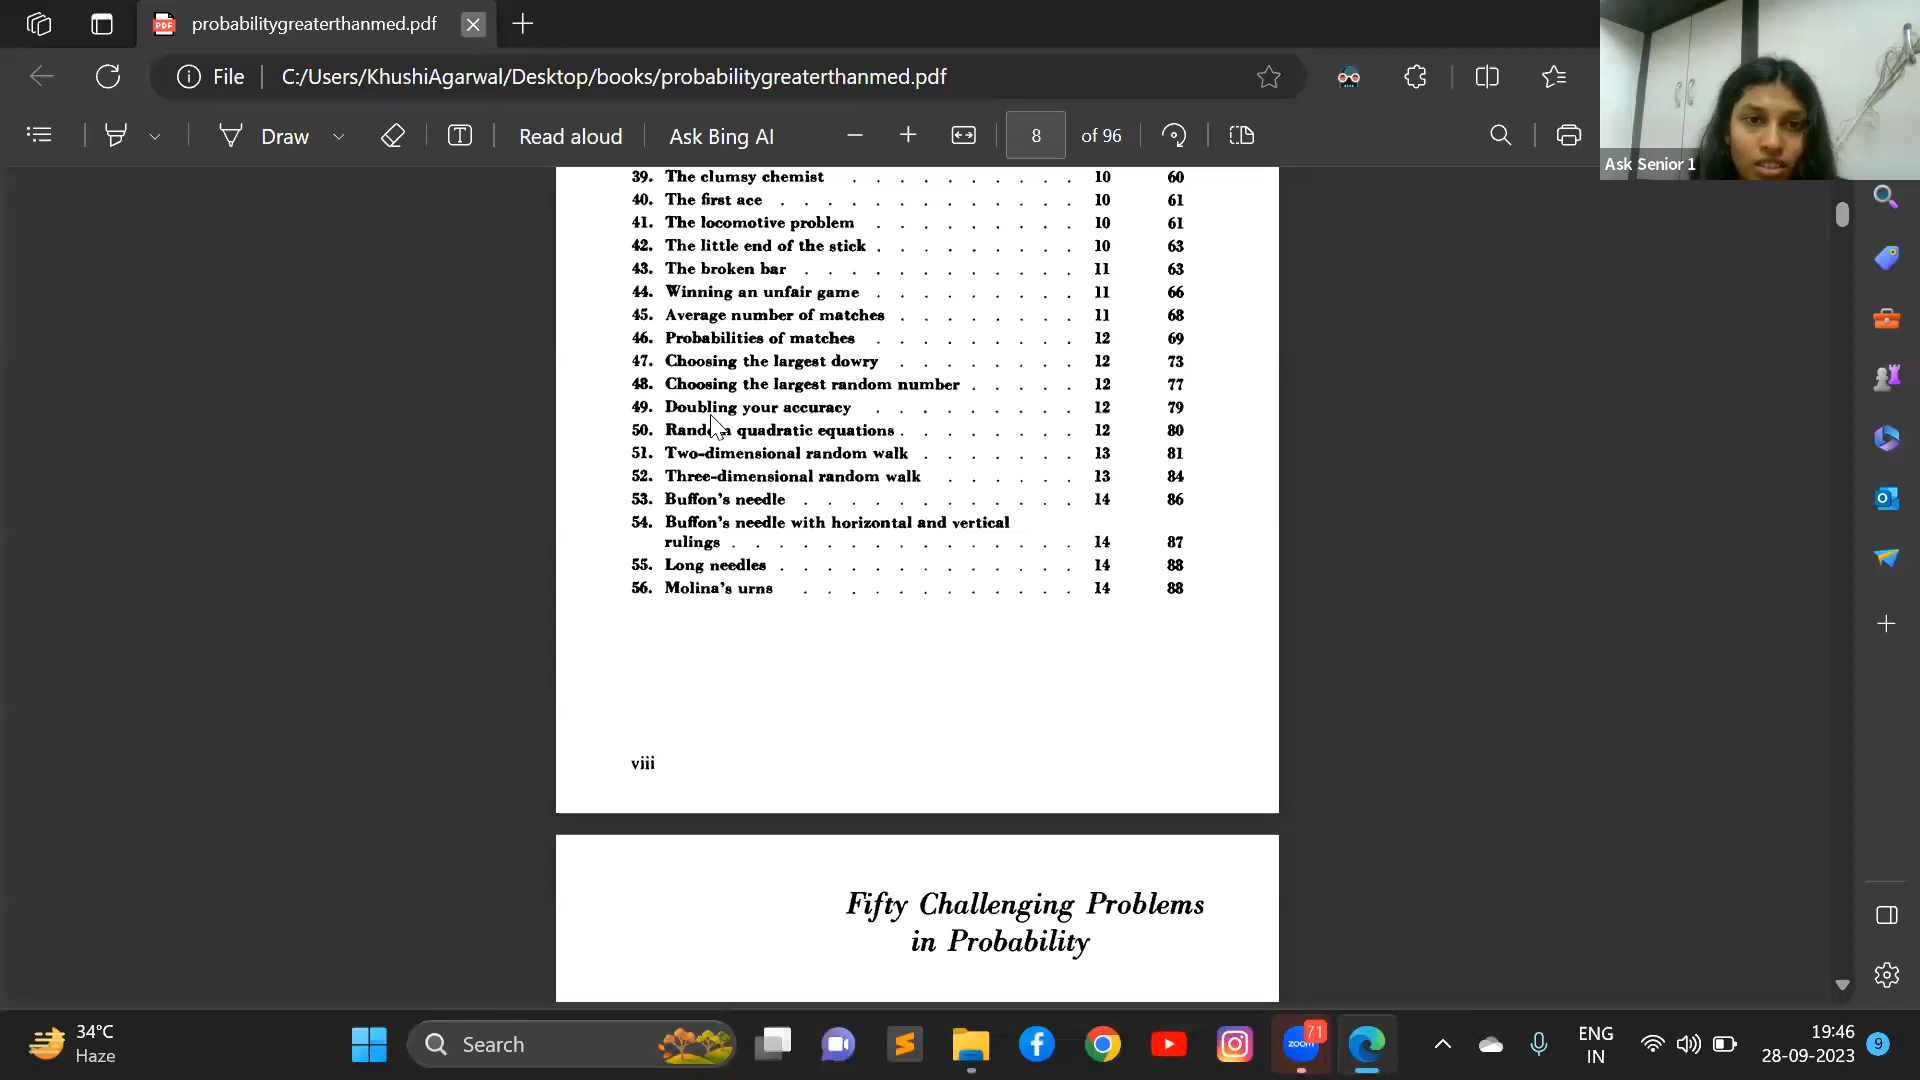 probabilitygreaterthanmed.pdf
File
C:/Users/KhushiAgarwal/Desktop/books/probabilitygreaterthanmed.pdf
Draw
Read aloud
Ask Bing AI
8
of 96
Ask Senior 1
39. The clumsy chemist . . . . . . . . . . 10 60
40. The first ace . . . . . . . . . . . . . 10 61
41. The locomotive problem . . . . . . . . . 10 61
42. The little end of the stick . . . . . . . . . 10 63
43. The broken bar . . . . . . . . . . . . 11 63
44. Winning an unfair game . . . . . . . . . 11 66
45. Average number of matches . . . . . . . . 11 68
46. Probabilities of matches . . . . . . . . . 12 69
47. Choosing the largest dowry . . . . . . . . 12 73
48. Choosing the largest random number . . . . . 12 77
49. Doubling your accuracy . . . . . . . . . 12 79
50. Random quadratic equations . . . . . . . . 12 80
51. Two-dimensional random walk . . . . . . . 13 81
52. Three-dimensional random walk . . . . . . 13 84
53. Buffon's needle . . . . . . . . . . . . 14 86
54. Buffon's needle with horizontal and vertical
rulings . . . . . . . . . . . . . . . 14 87
55. Long needles . . . . . . . . . . . . . 14 88
56. Molina's urns . . . . . . . . . . . . 14 88
viii
Fifty Challenging Problems
in Probability
34°C
Haze
Search
zoom
71
ENG
IN
19:46
28-09-2023
9